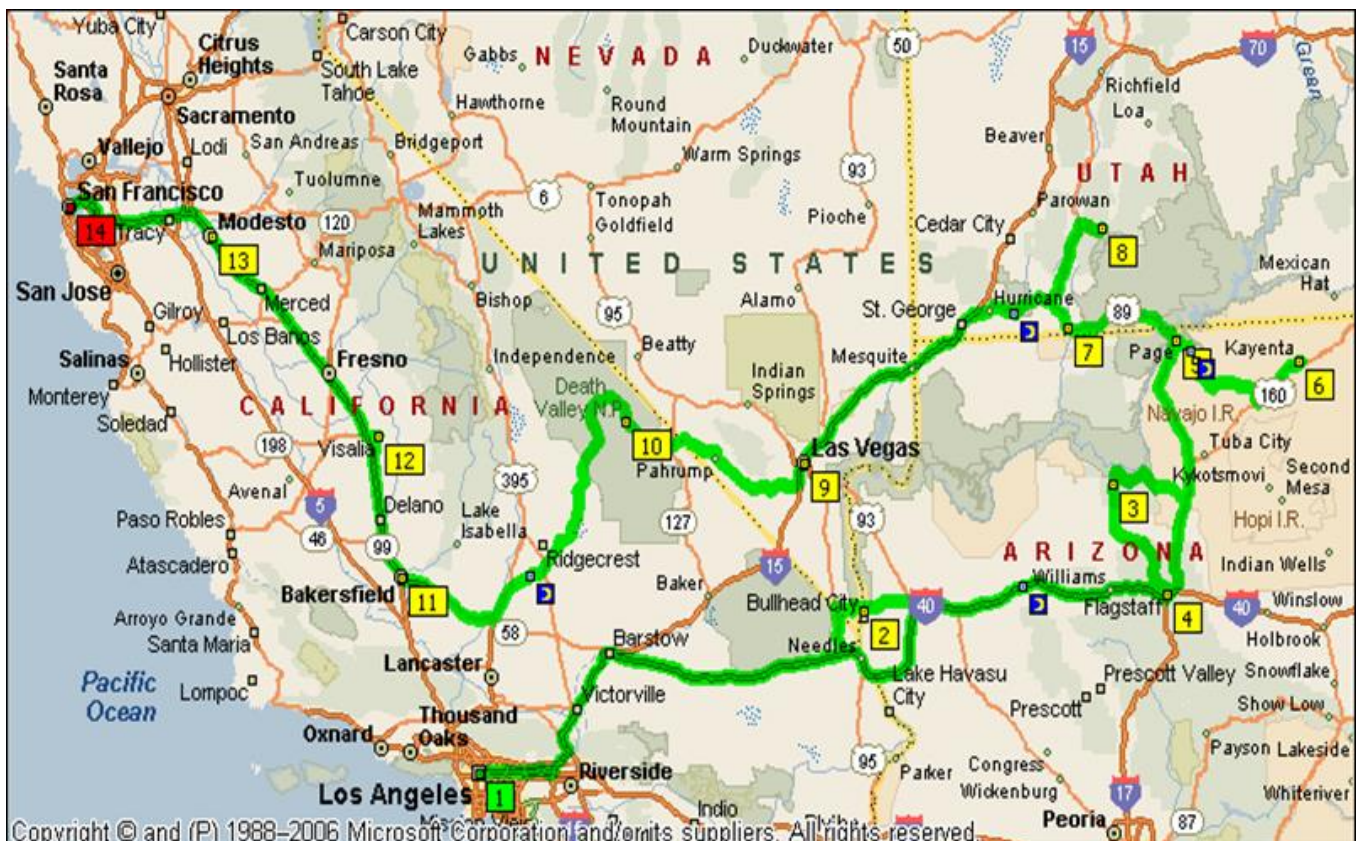 Yuba City
Carson City
Gabbs
NEVADA
Duckwater
50
15
70
Green
Citrus
Heights
South Lake
Tahoe
Santa
Rosa
Hawthorne
Round
Mountain
Richfield
Loa
Sacramento
Beaver
Vallejo
Lodi
San Andreas
Bridgeport
Warm Springs
93
UTAH
San Francisco
Tuolumne
6
Tonopah
Goldfield
Pioche
Parowan
14
Tracy
Modesto
120
Mammoth
Lakes
Cedar City
8
13
Mariposa
UNITED STATES
Mexican
Hat
San Jose
Merced
Bishop
95
Alamo
St. George
Hurricane
89
Gilroy
Los Banos
Hollister
Salinas
Fresno
Independence
Beatty
Mesquite
7
Page
Kayenta
6
Monterey
Soledad
CALIFORNIA
Death
Valley N.P.
Indian
Springs
160
Navajo I.R.
198
Visalia
12
10
Pahrump
Las Vegas
Tuba City
Avenal
5
395
9
Kykotsmovi
Second
Mesa
3
Delano
Lake
Isabella
127
93
Hopi I.R.
Paso Robles
46
99
Atascadero
Ridgecrest
15
ARIZONA
Indian Wells
Bakersfield
11
Baker
Bullhead City
40
Williams
Flagstaff
4
40
Winslow
Arroyo Grande
58
2
Santa Maria
Barstow
Needles
Holbrook
Lancaster
Lake Havasu
City
Prescott Valley
Snowflake
Pacific
Ocean
Lompoc
Victorville
Prescott
Show Low
Thousand
Oaks
Oxnard
95
Parker
Payson
Lakeside
Riverside
Congress
Wickenburg
Los Angeles
1
17
Whiteriver
Indio
Peoria
87
Copyright © and (P) 1988–2006 Microsoft Corporation and/or its suppliers. All rights reserved.